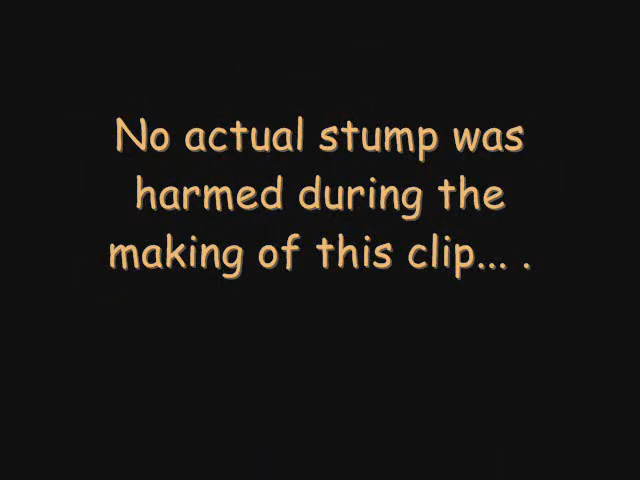 No actual stump was
harmed during the
making of this clip... .